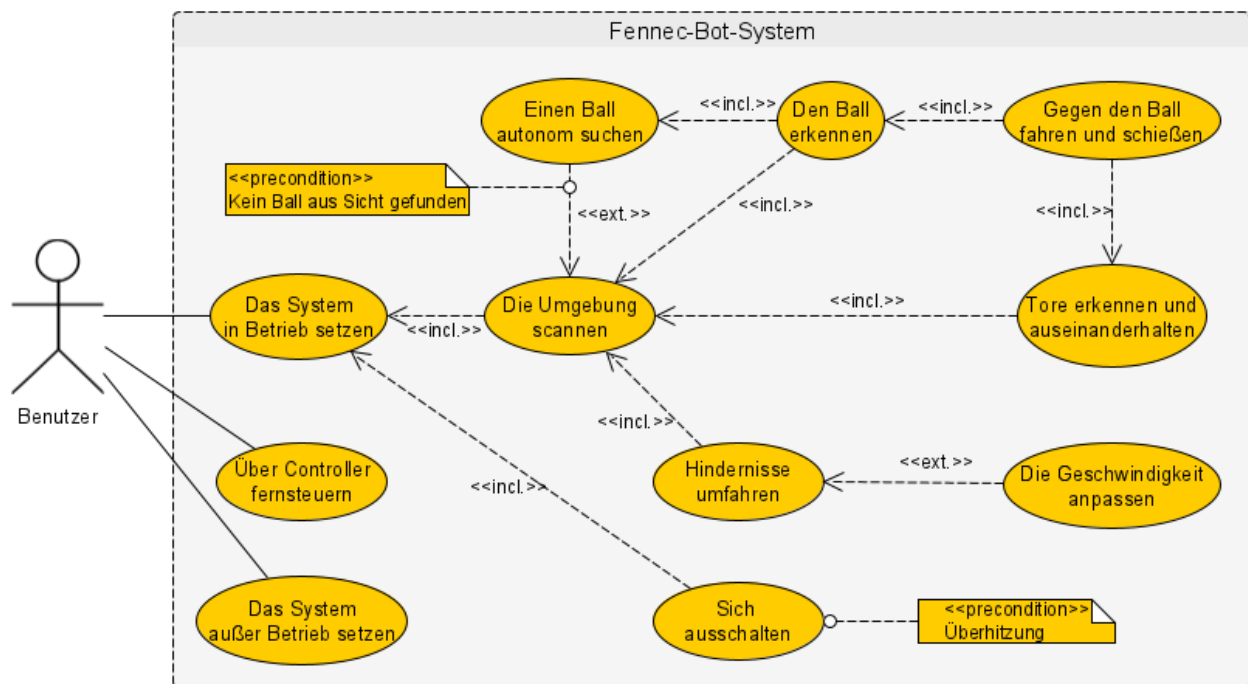 Fennec-Bot-System
Einen Ball
autonom suchen
<<incl.>>
Den Ball
erkennen
<<incl.>>
Gegen den Ball
fahren und schießen
<<precondition>>
Kein Ball aus Sicht gefunden
<<ext.>>
<<incl.>>
<<incl.>>
Das System
in Betrieb setzen
<<incl.>>
Die Umgebung
scannen
<<incl.>>
Tore erkennen und
auseinanderhalten
Benutzer
<<incl.>>
Über Controller
fernsteuern
<<incl.>>
Hindernisse
umfahren
<<ext.>>
Die Geschwindigkeit
anpassen
Das System
außer Betrieb setzen
Sich
ausschalten
<<precondition>>
Überhitzung